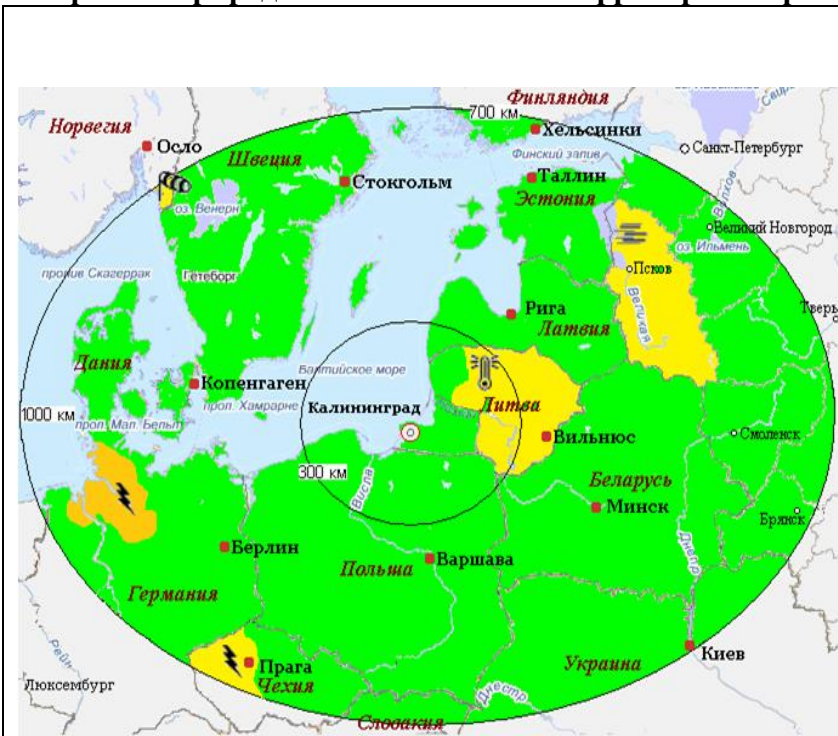 700 км
Финляндия
Норвегия
Осло
Хельсинки
Швеция
Финский залив
Санкт-Петербург
Стокгольм
Таллин
Эстония
Волхов
оз. Венерн
Великий Новгород
оз. Ильмень
пролив Скагеррак
Гетеборг
Псков
Великая
Рига
Тверь
Латвия
Дания
Балтийское море
Копенгаген
Литва
1000 км
Калининград
прол. Мал. Бельт
прол. Хамрарне
Вильнюс
Смоленск
300 км
Висла
Беларусь
Минск
Брянск
Днепр
Берлин
Варшава
Польша
Германия
Рейн
Киев
Прага
Украина
Люксембург
Чехия
Днестр
Словакия